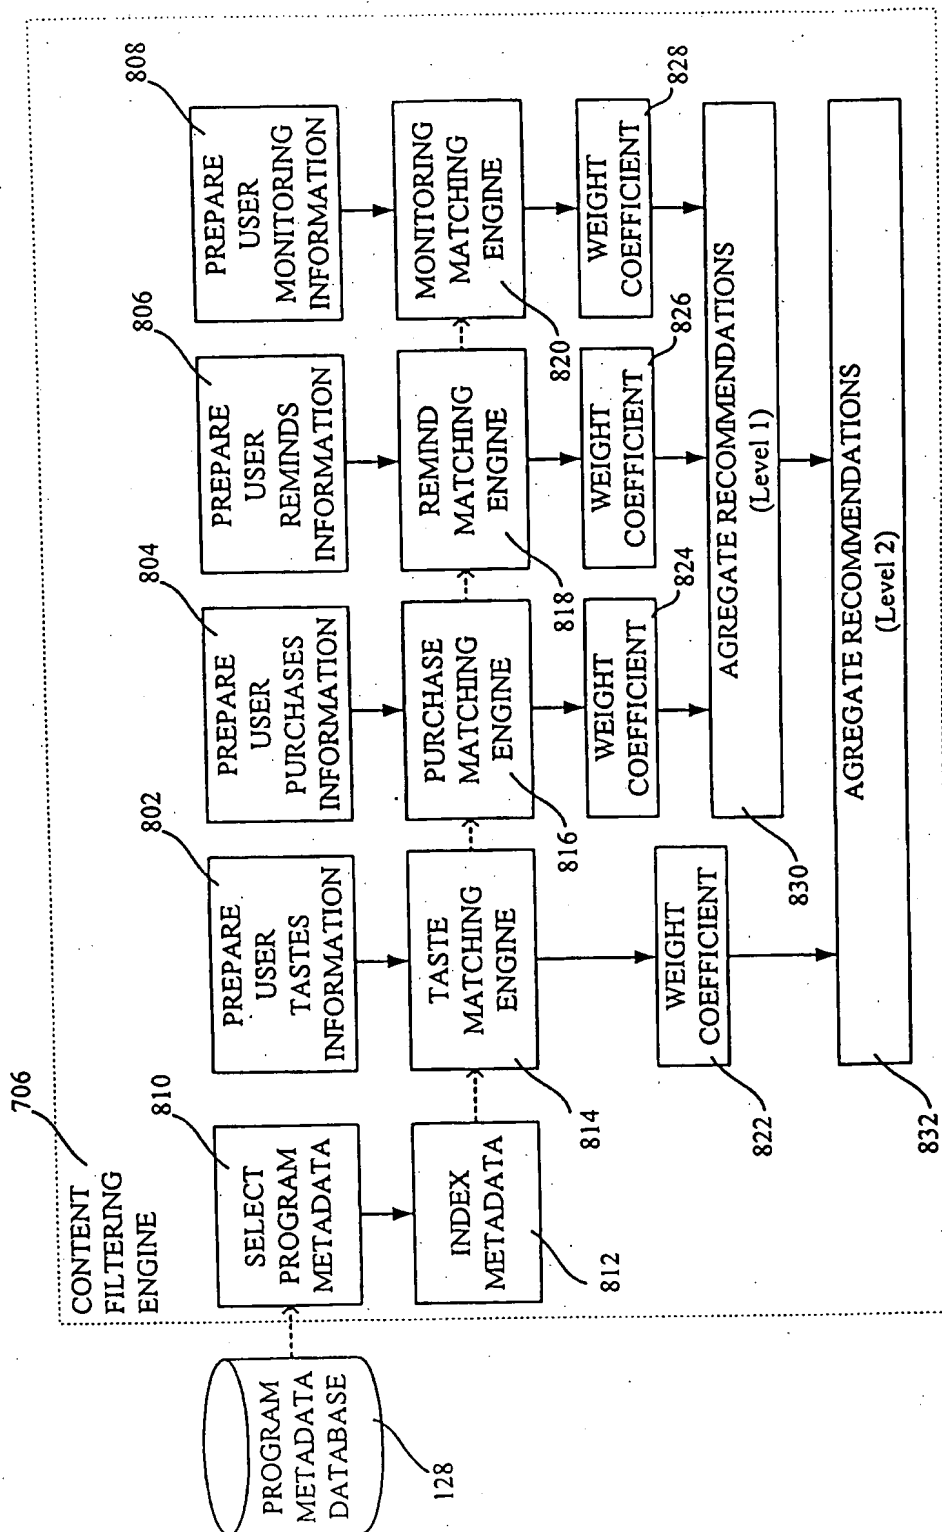 706
CONTENT
FILTERING
ENGINE
PROGRAM
METADATA
DATABASE
128
810
SELECT
PROGRAM
METADATA
INDEX
METADATA
812
802
PREPARE
USER
TASTES
INFORMATION
TASTE
MATCHING
ENGINE
814
WEIGHT
COEFFICIENT
822
804
PREPARE
USER
PURCHASES
INFORMATION
PURCHASE
MATCHING
ENGINE
816
WEIGHT
COEFFICIENT
824
806
PREPARE
USER
REMINDS
INFORMATION
REMIND
MATCHING
ENGINE
818
WEIGHT
COEFFICIENT
826
808
PREPARE
USER
MONITORING
INFORMATION
MONITORING
MATCHING
ENGINE
820
WEIGHT
COEFFICIENT
828
AGREGATE RECOMMENDATIONS
(Level 1)
830
AGREGATE RECOMMENDATIONS
(Level 2)
832